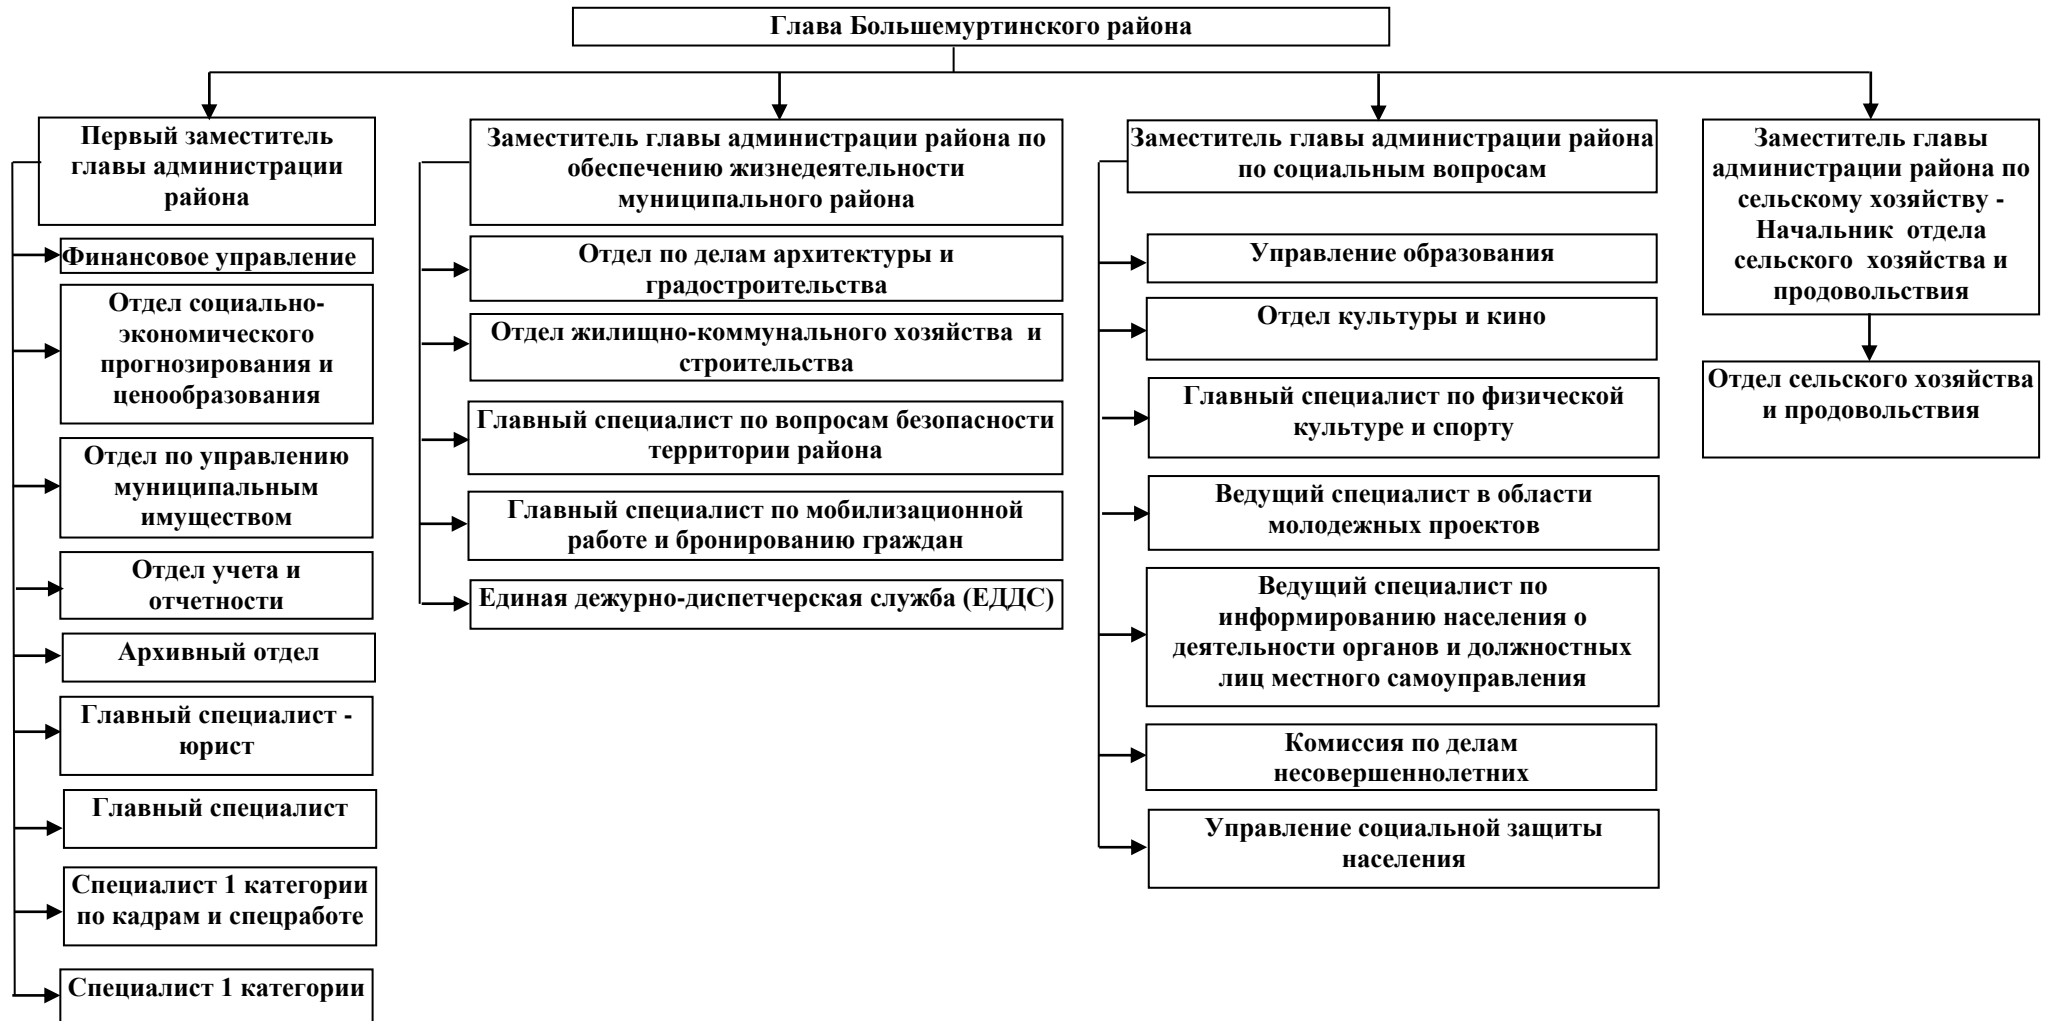 Глава Большемуртинского района
Первый заместитель
главы администрации
района
Финансовое управление
Отдел социально-
экономического
прогнозирования и
ценообразования
Отдел по управлению
муниципальным
имуществом
Отдел учета и
отчетности
Архивный отдел
Главный специалист -
юрист
Главный специалист
Специалист 1 категории
по кадрам и спецработе
Специалист 1 категории
Заместитель главы администрации района по
обеспечению жизнедеятельности
муниципального района
Отдел по делам архитектуры и
градостроительства
Отдел жилищно-коммунального хозяйства и
строительства
Главный специалист по вопросам безопасности
территории района
Главный специалист по мобилизационной
работе и бронированию граждан
Единая дежурно-диспетчерская служба (ЕДДС)
Заместитель главы администрации района
по социальным вопросам
Управление образования
Отдел культуры и кино
Главный специалист по физической
культуре и спорту
Ведущий специалист в области
молодежных проектов
Ведущий специалист по
информированию населения о
деятельности органов и должностных
лиц местного самоуправления
Комиссия по делам
несовершеннолетних
Управление социальной защиты
населения
Заместитель главы
администрации района по
сельскому хозяйству -
Начальник отдела
сельского хозяйства и
продовольствия
Отдел сельского хозяйства
и продовольствия